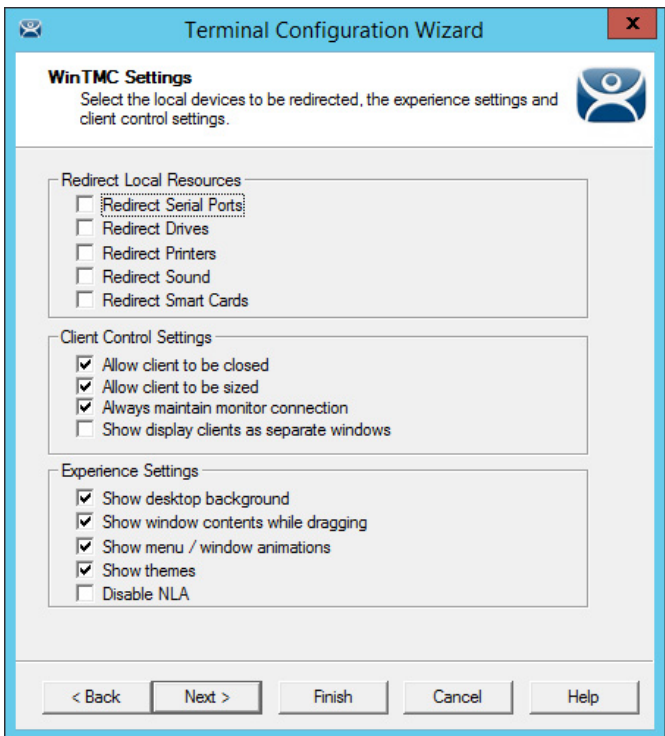 Terminal Configuration Wizard
x
WinTMC Settings
Select the local devices to be redirected, the experience settings and
client control settings.
Redirect Local Resources
Redirect Serial Ports
Redirect Drives
Redirect Printers
Redirect Sound
Redirect Smart Cards
Client Control Settings
Allow client to be closed
Allow client to be sized
Always maintain monitor connection
Show display clients as separate windows
Experience Settings
Show desktop background
Show window contents while dragging
Show menu / window animations
Show themes
Disable NLA
< Back Next > Finish Cancel Help